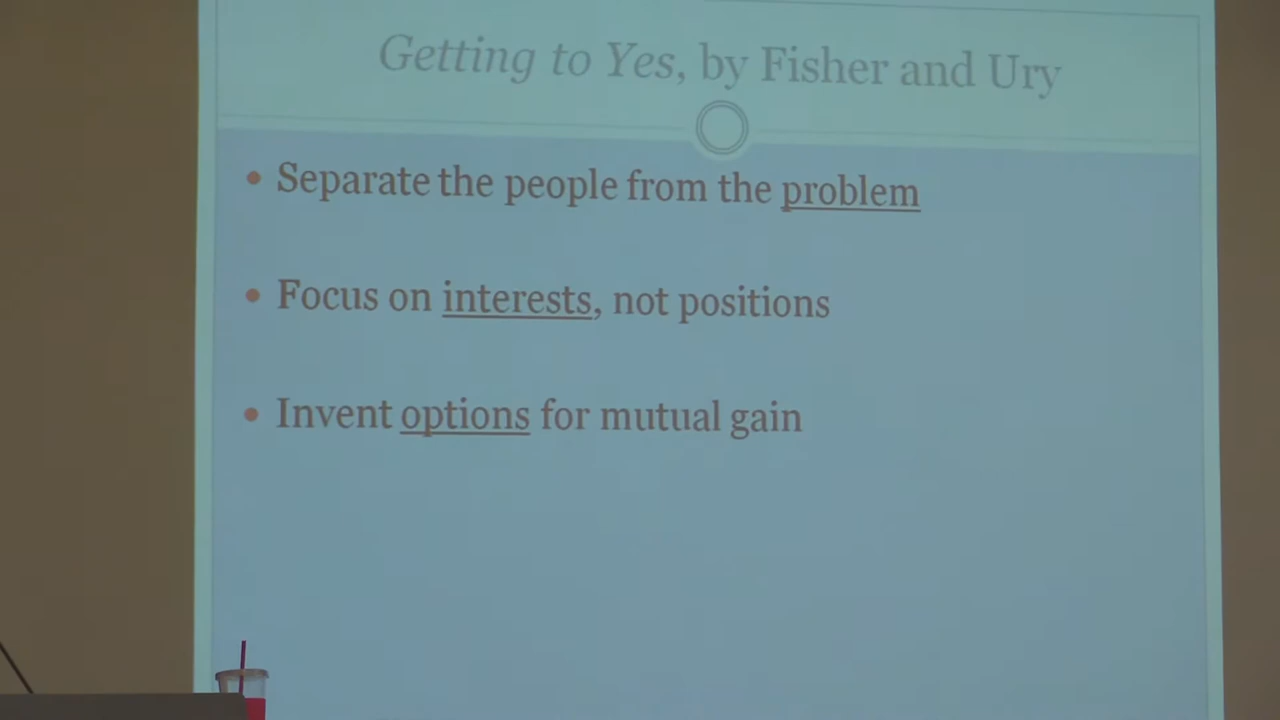 Getting to Yes, by Fisher and Ury
• Separate the people from the problem
• Focus on interests, not positions
• Invent options for mutual gain